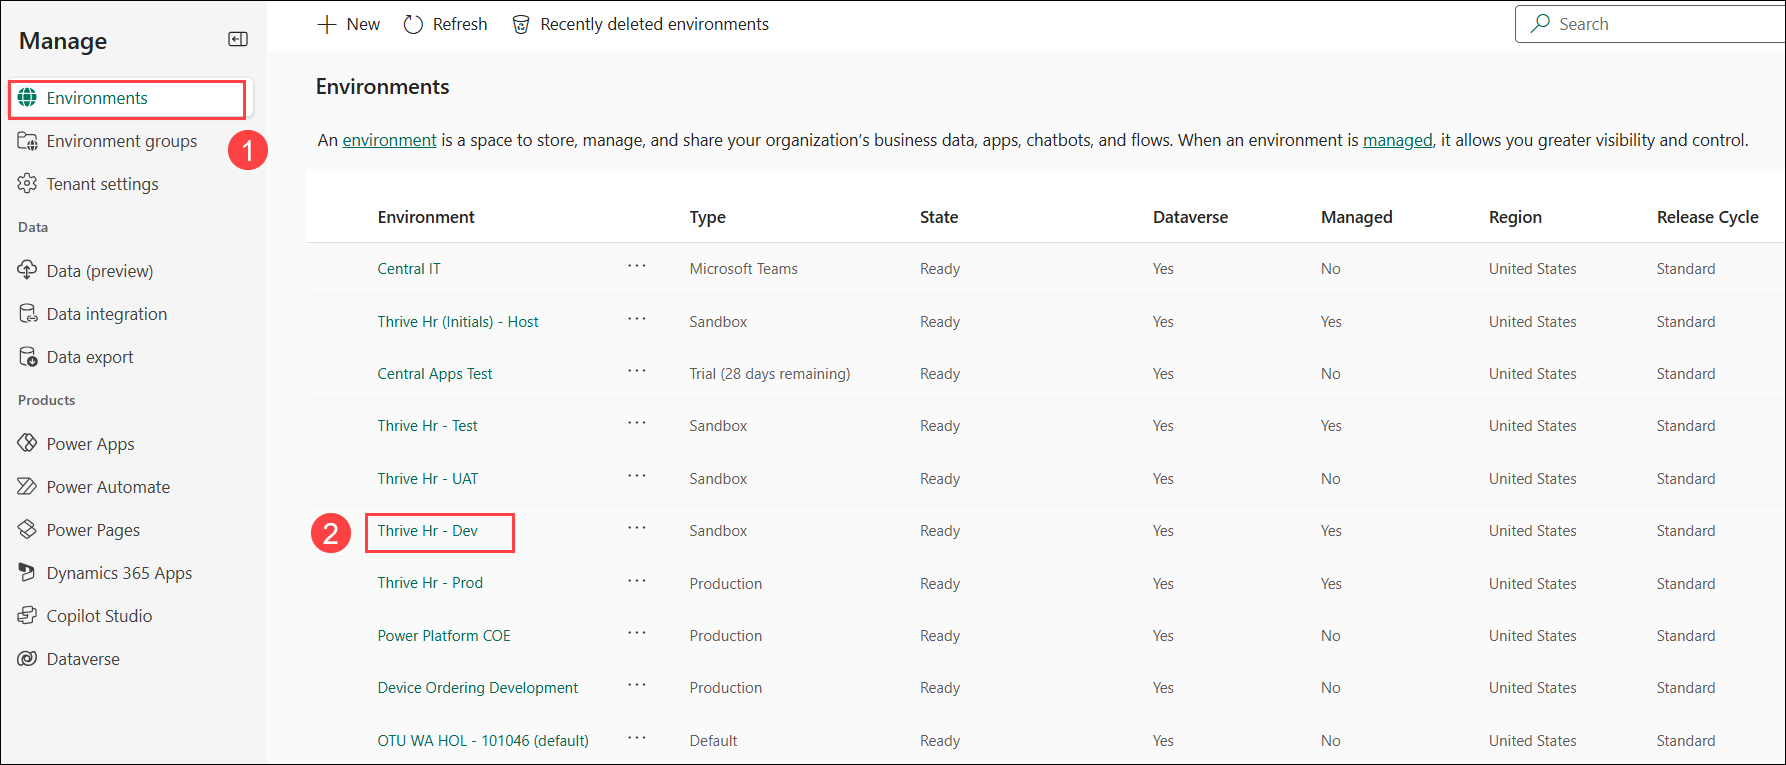 Manage
Environments
1
Environment groups
Tenant settings
Data
Data (preview)
Data integration
Data export
Products
Power Apps
Power Automate
Power Pages
Dynamics 365 Apps
Copilot Studio
Dataverse
New Refresh Recently deleted environments Search
Environments
An environment is a space to store, manage, and share your organization's business data, apps, chatbots, and flows. When an environment is managed, it allows you greater visibility and control.
Environment Type State Dataverse Managed Region Release Cycle
Central IT ... Microsoft Teams Ready Yes No United States Standard
Thrive Hr (Initials) - Host ... Sandbox Ready Yes Yes United States Standard
Central Apps Test ... Trial (28 days remaining) Ready Yes No United States Standard
Thrive Hr - Test ... Sandbox Ready Yes Yes United States Standard
Thrive Hr - UAT ... Sandbox Ready Yes No United States Standard
2 Thrive Hr - Dev ... Sandbox Ready Yes Yes United States Standard
Thrive Hr - Prod ... Production Ready Yes Yes United States Standard
Power Platform COE ... Production Ready Yes No United States Standard
Device Ordering Development ... Production Ready Yes No United States Standard
OTU WA HOL - 101046 (default) ... Default Ready Yes No United States Standard